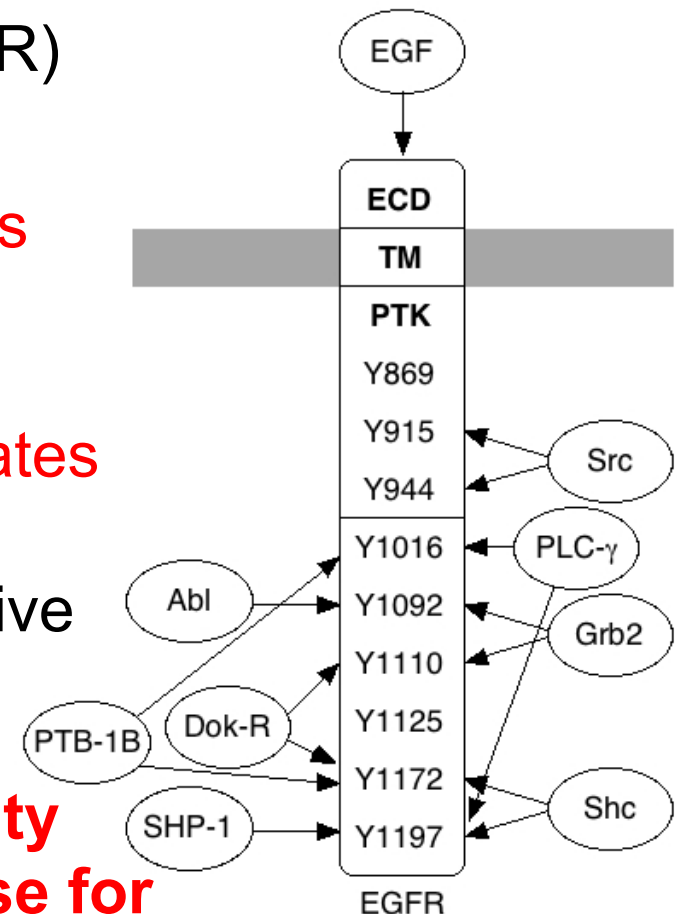 R)
EGF
s
ECD
TM
PTK
Y869
Y915
ates
Src
Y944
Y1016
PLC-γ
ive
Abl
Y1092
Grb2
Y1110
Dok-R
Y1125
PTB-1B
Y1172
ty
SHP-1
Shc
Y1197
se for
EGFR